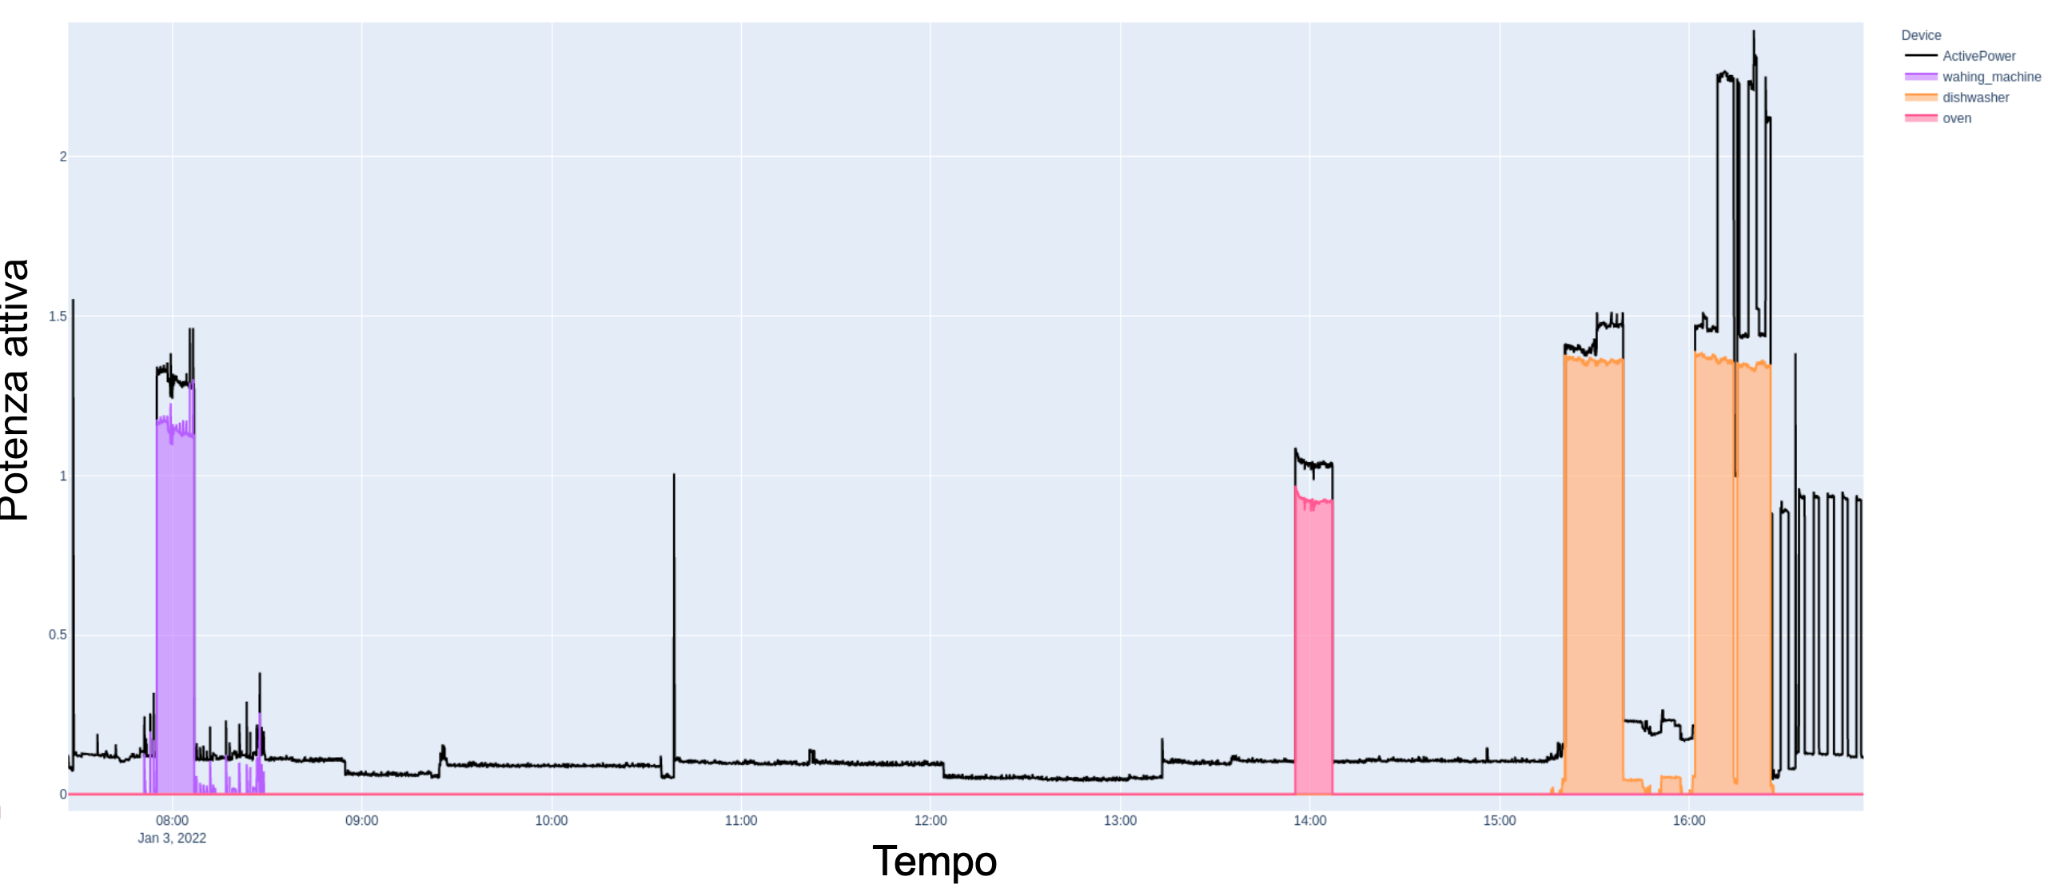 Device
ActivePower
wahing_machine
dishwasher
oven
Potenza attiva
2
1.5
1
0.5
0
08:00
09:00
10:00
11:00
12:00
13:00
14:00
15:00
16:00
Jan 3, 2022
Tempo